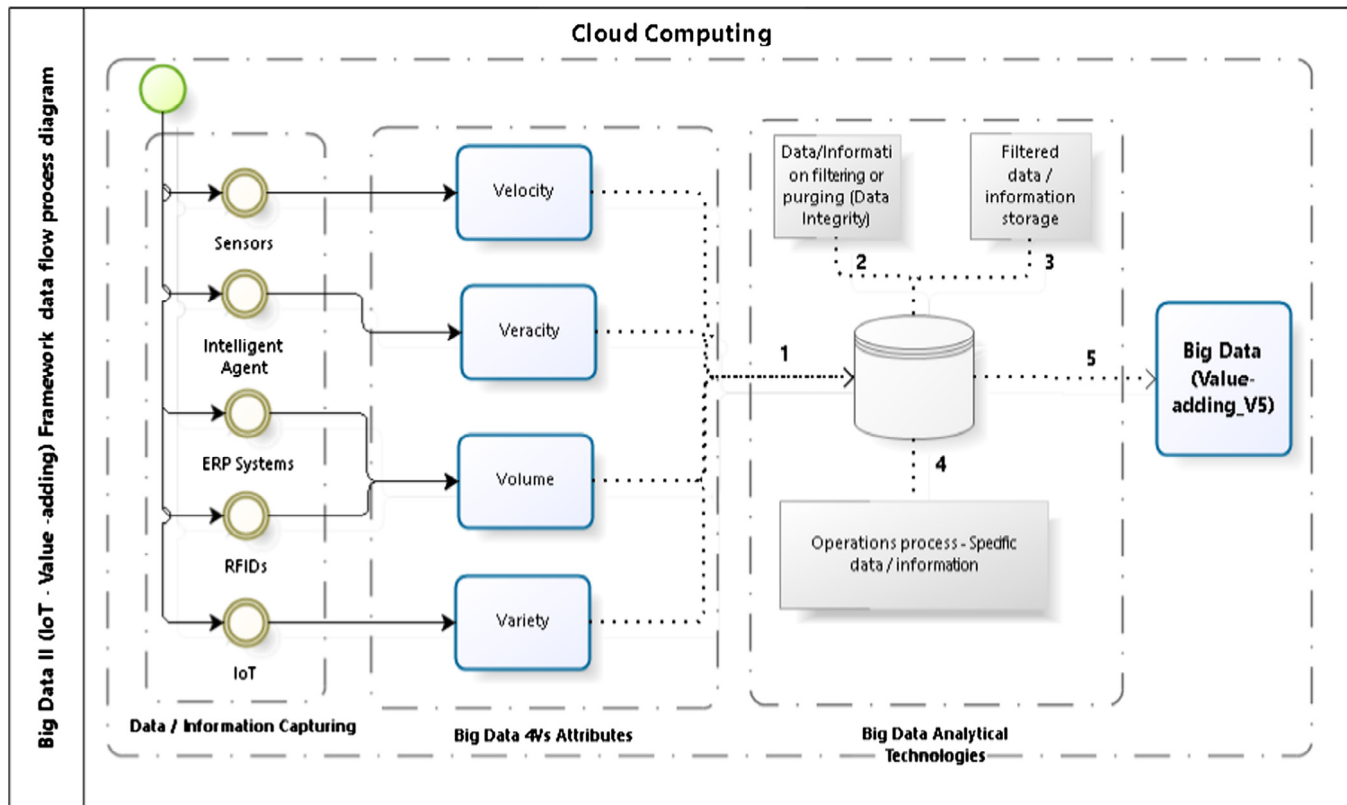 Big Data II (IoT - Value -adding) Framework data flow process diagram
Cloud Computing
Sensors
Intelligent
Agent
ERP Systems
RFIDs
IoT
Data / Information Capturing
Velocity
Veracity
Volume
Variety
Big Data 4Vs Attributes
Data/Informati
on filtering or
purging (Data
Integrity)
Filtered
data /
information
storage
1
2
3
4
5
Operations process - Specific
data / information
Big Data Analytical
Technologies
Big Data
(Value-
adding_V5)